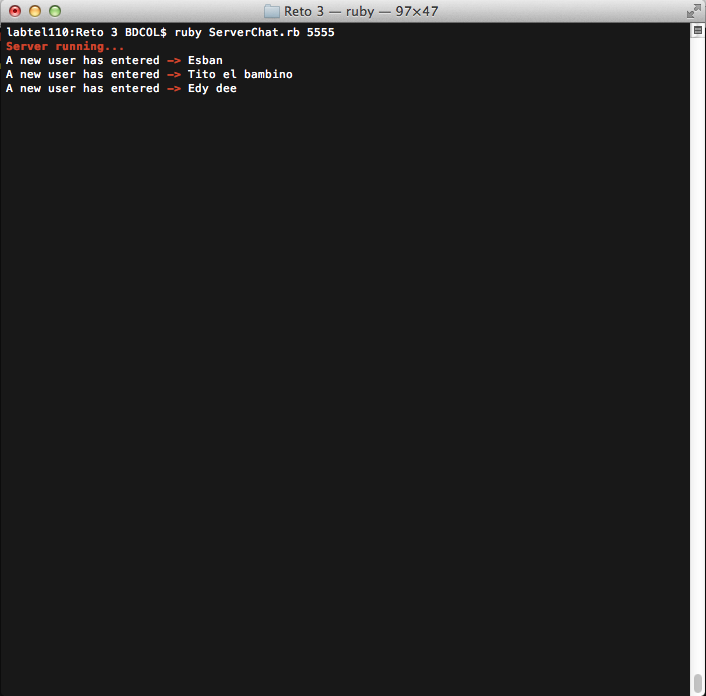 Reto 3 — ruby — 97×47
labtel110:Reto 3 BDCOL$ ruby ServerChat.rb 5555
Server running...
A new user has entered —> Esban
A new user has entered —> Tito el bambino
A new user has entered —> Edy dee